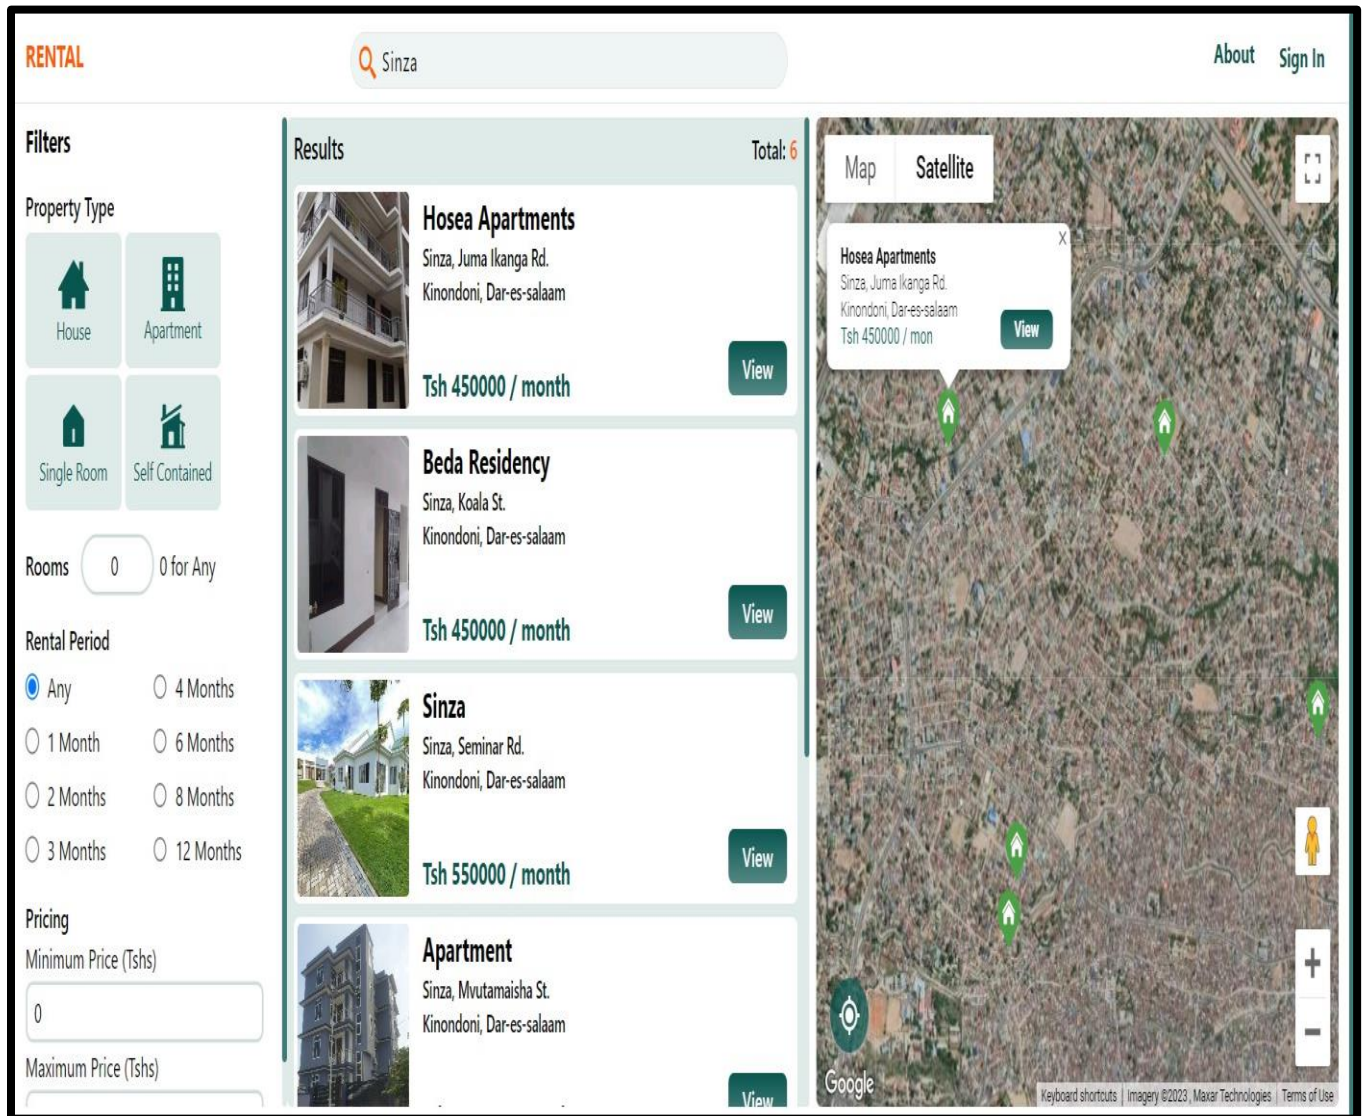 RENTAL
Sinza
About
Sign In
Filters
Property Type
House
Apartment
Single Room
Self Contained
Rooms
0
0 for Any
Rental Period
Any
4 Months
1 Month
6 Months
2 Months
8 Months
3 Months
12 Months
Pricing
Minimum Price (Tshs)
0
Maximum Price (Tshs)
Results
Total: 6
Hosea Apartments
Sinza, Juma Ikanga Rd.
Kinondoni, Dar-es-salaam
Tsh 450000 / month
View
Beda Residency
Sinza, Koala St.
Kinondoni, Dar-es-salaam
Tsh 450000 / month
View
Sinza
Sinza, Seminar Rd.
Kinondoni, Dar-es-salaam
Tsh 550000 / month
View
Apartment
Sinza, Mvutamaisha St.
Kinondoni, Dar-es-salaam
View
Map
Satellite
X
Hosea Apartments
Sinza, Juma Ikanga Rd.
Kinondoni, Dar-es-salaam
Tsh 450000 / mon
View
Google
Keyboard shortcuts
Imagery ©2023 , Maxar Technologies
Terms of Use